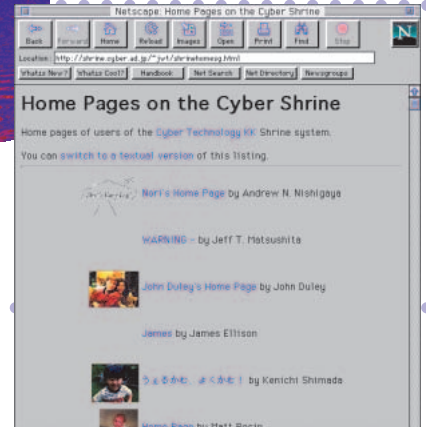 Netscape: Home Pages on the Cyber Shrine
Back Forward Home Reload Images Open Print Find Stop
N
Location: http://shrine.cyber.ad.jp/~jwt/shrinehomesg.html
What's New? What's Cool? Handbook Net Search Net Directory Newsgroups
Home Pages on the Cyber Shrine
Home pages of users of the Cyber Technology KK Shrine system.
You can switch to a textual version of this listing.
Nori's Home Page by Andrew N. Nishigaya
WARNING - by Jeff T. Matsushita
John Duley's Home Page by John Duley
James by James Ellison
うぇるかむ、よくかむ! by Kenichi Shimada
Home Page by Matt Rosin